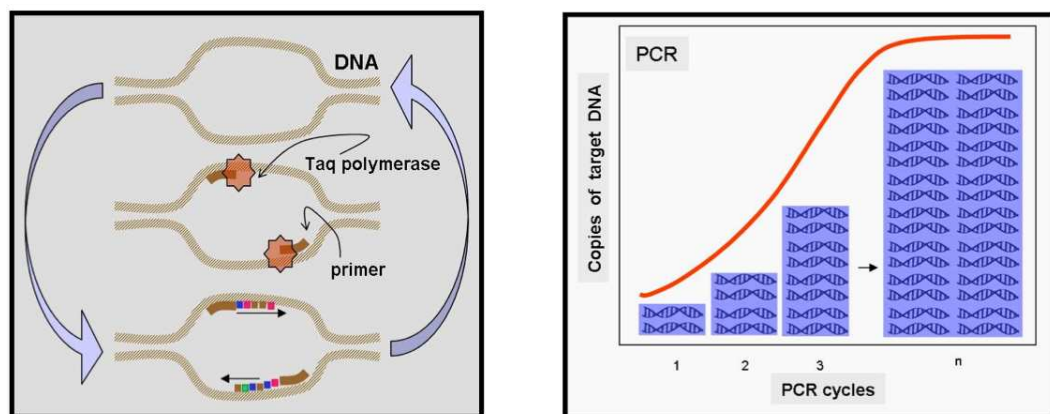 DNA
Taq polymerase
primer
PCR
Copies of target DNA
1 2 3 n
PCR cycles